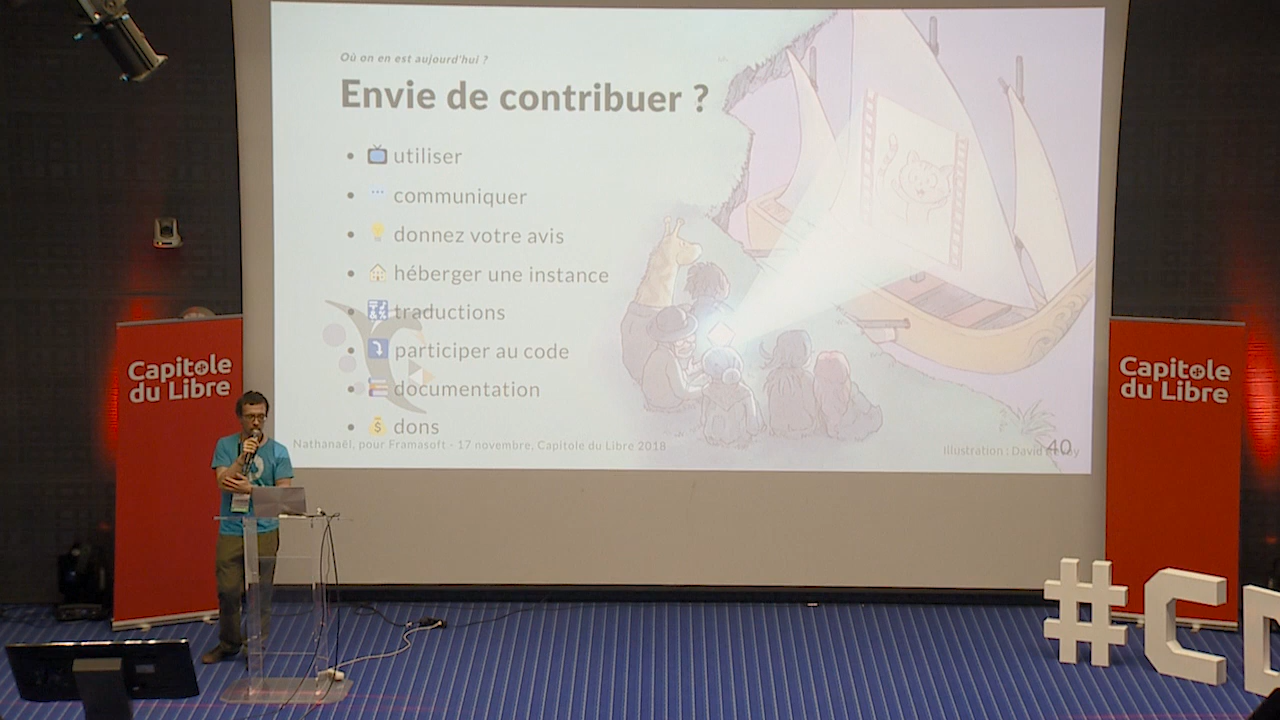 Où on en est aujourd'hui ?
Envie de contribuer ?
utiliser
communiquer
donnez votre avis
héberger une instance
traductions
participer au code
documentation
dons
Nathanaël, pour Framasoft - 17 novembre, Capitole du Libre 2018
Illustration : David
40
Capitole
du Libre
Capitole
du Libre
#C